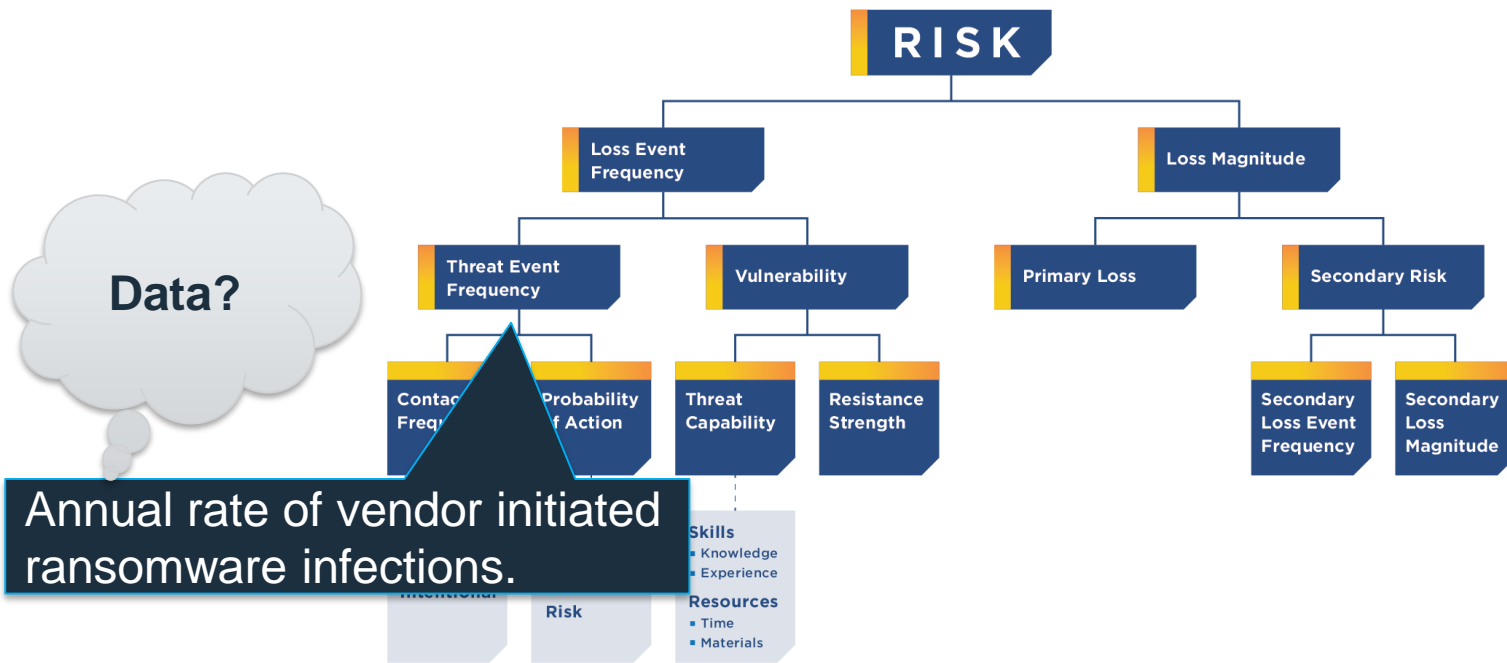 RISK
Loss Event
Frequency
Loss Magnitude
Threat Event
Frequency
Vulnerability
Primary Loss
Secondary Risk
Data?
Probability
Action
Threat
Capability
Resistance
Strength
Secondary
Loss Event
Frequency
Secondary
Loss
Magnitude
Annual rate of vendor initiated
ransomware infections.
Skills
▪ Knowledge
▪ Experience
Resources
▪ Time
▪ Materials
Intentional
Risk